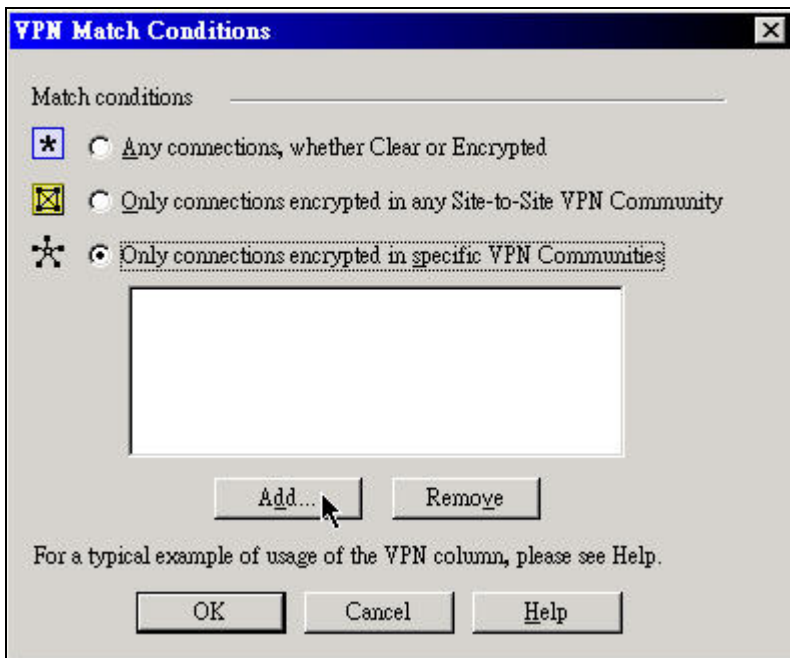 VPN Match Conditions
Match conditions
Any connections, whether Clear or Encrypted
Only connections encrypted in any Site-to-Site VPN Community
Only connections encrypted in specific VPN Communities
Add... Remove
For a typical example of usage of the VPN column, please see Help.
OK Cancel Help